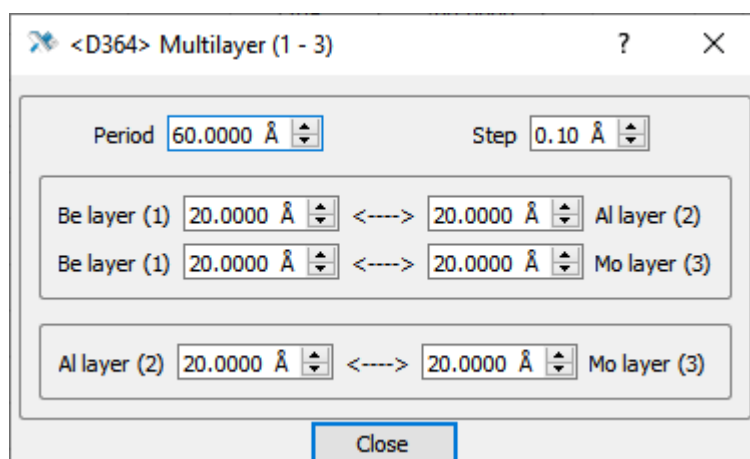 <D364> Multilayer (1 - 3) ?
Period 60.0000 Å Step 0.10 Å
Be layer (1) 20.0000 Å <----> 20.0000 Å Al layer (2)
Be layer (1) 20.0000 Å <----> 20.0000 Å Mo layer (3)
Al layer (2) 20.0000 Å <----> 20.0000 Å Mo layer (3)
Close